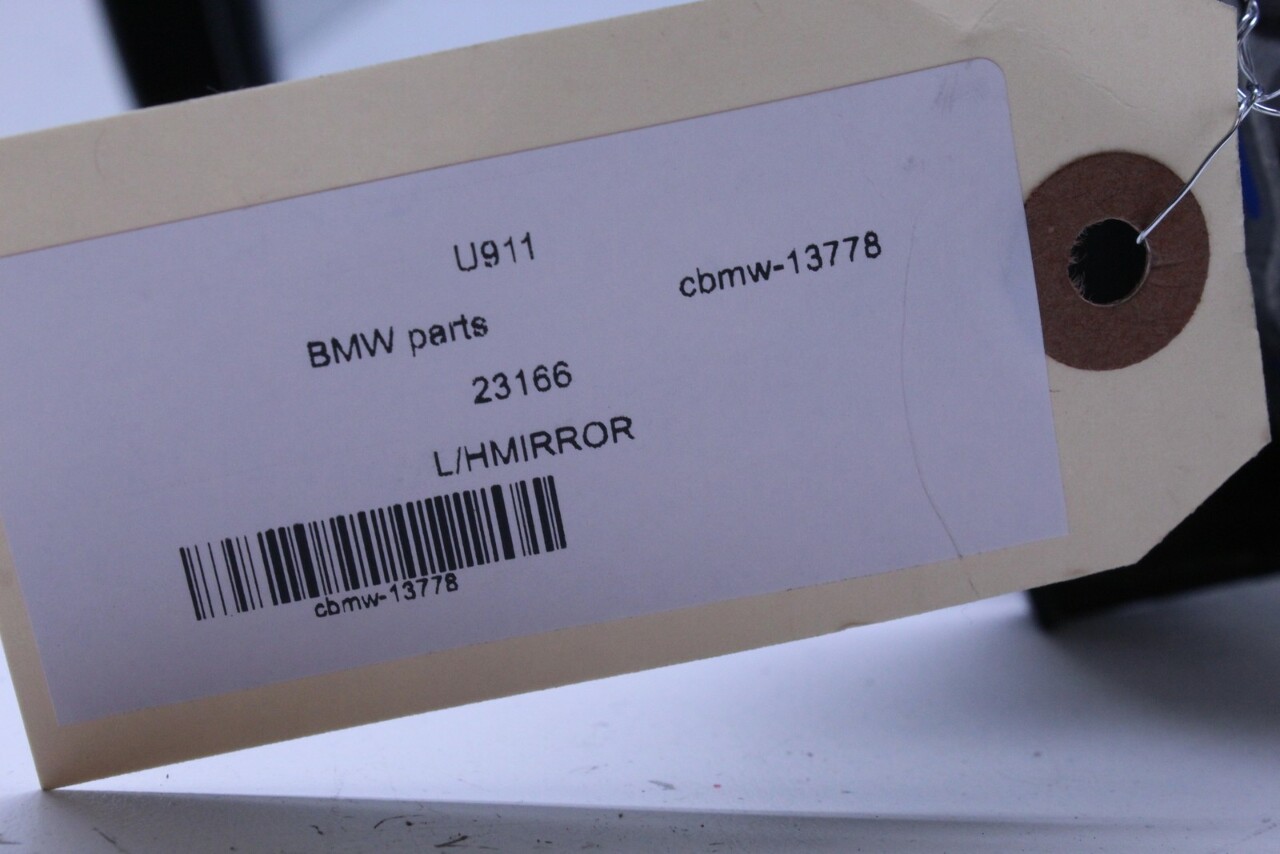 U911
cbmw-13778
BMW parts
23166
L/HMIRROR
cbmw-13778